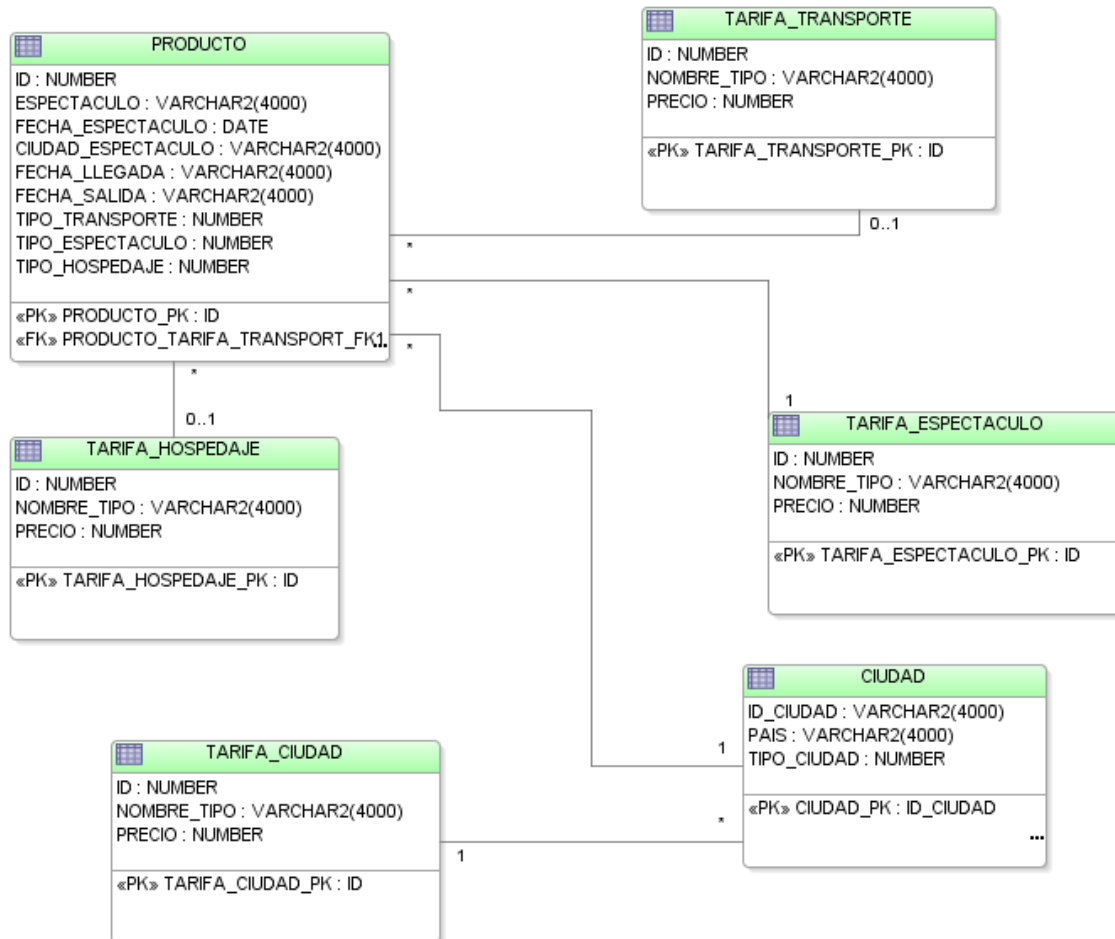 PRODUCTO
ID : NUMBER
ESPECTACULO : VARCHAR2(4000)
FECHA_ESPECTACULO : DATE
CIUDAD_ESPECTACULO : VARCHAR2(4000)
FECHA_LLEGADA : VARCHAR2(4000)
FECHA_SALIDA : VARCHAR2(4000)
TIPO_TRANSPORTE : NUMBER
TIPO_ESPECTACULO : NUMBER
TIPO_HOSPEDAJE : NUMBER
«PK» PRODUCTO_PK : ID
«FK» PRODUCTO_TARIFA_TRANSPORT_FK1...
TARIFA_TRANSPORTE
ID : NUMBER
NOMBRE_TIPO : VARCHAR2(4000)
PRECIO : NUMBER
«PK» TARIFA_TRANSPORTE_PK : ID
*
0..1
*
1
*
1
*
0..1
TARIFA_HOSPEDAJE
ID : NUMBER
NOMBRE_TIPO : VARCHAR2(4000)
PRECIO : NUMBER
«PK» TARIFA_HOSPEDAJE_PK : ID
TARIFA_ESPECTACULO
ID : NUMBER
NOMBRE_TIPO : VARCHAR2(4000)
PRECIO : NUMBER
«PK» TARIFA_ESPECTACULO_PK : ID
CIUDAD
ID_CIUDAD : VARCHAR2(4000)
PAIS : VARCHAR2(4000)
TIPO_CIUDAD : NUMBER
«PK» CIUDAD_PK : ID_CIUDAD
...
*
1
TARIFA_CIUDAD
ID : NUMBER
NOMBRE_TIPO : VARCHAR2(4000)
PRECIO : NUMBER
«PK» TARIFA_CIUDAD_PK : ID